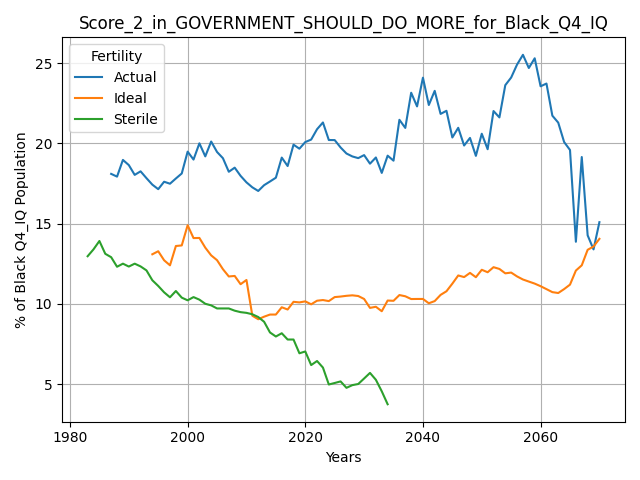 Score_2_in_GOVERNMENT_SHOULD_DO_MORE_for_Black_Q4_IQ
Fertility
Actual
Ideal
Sterile
% of Black Q4_IQ Population
25
20
15
10
5
1980
2000
2020
2040
2060
Years